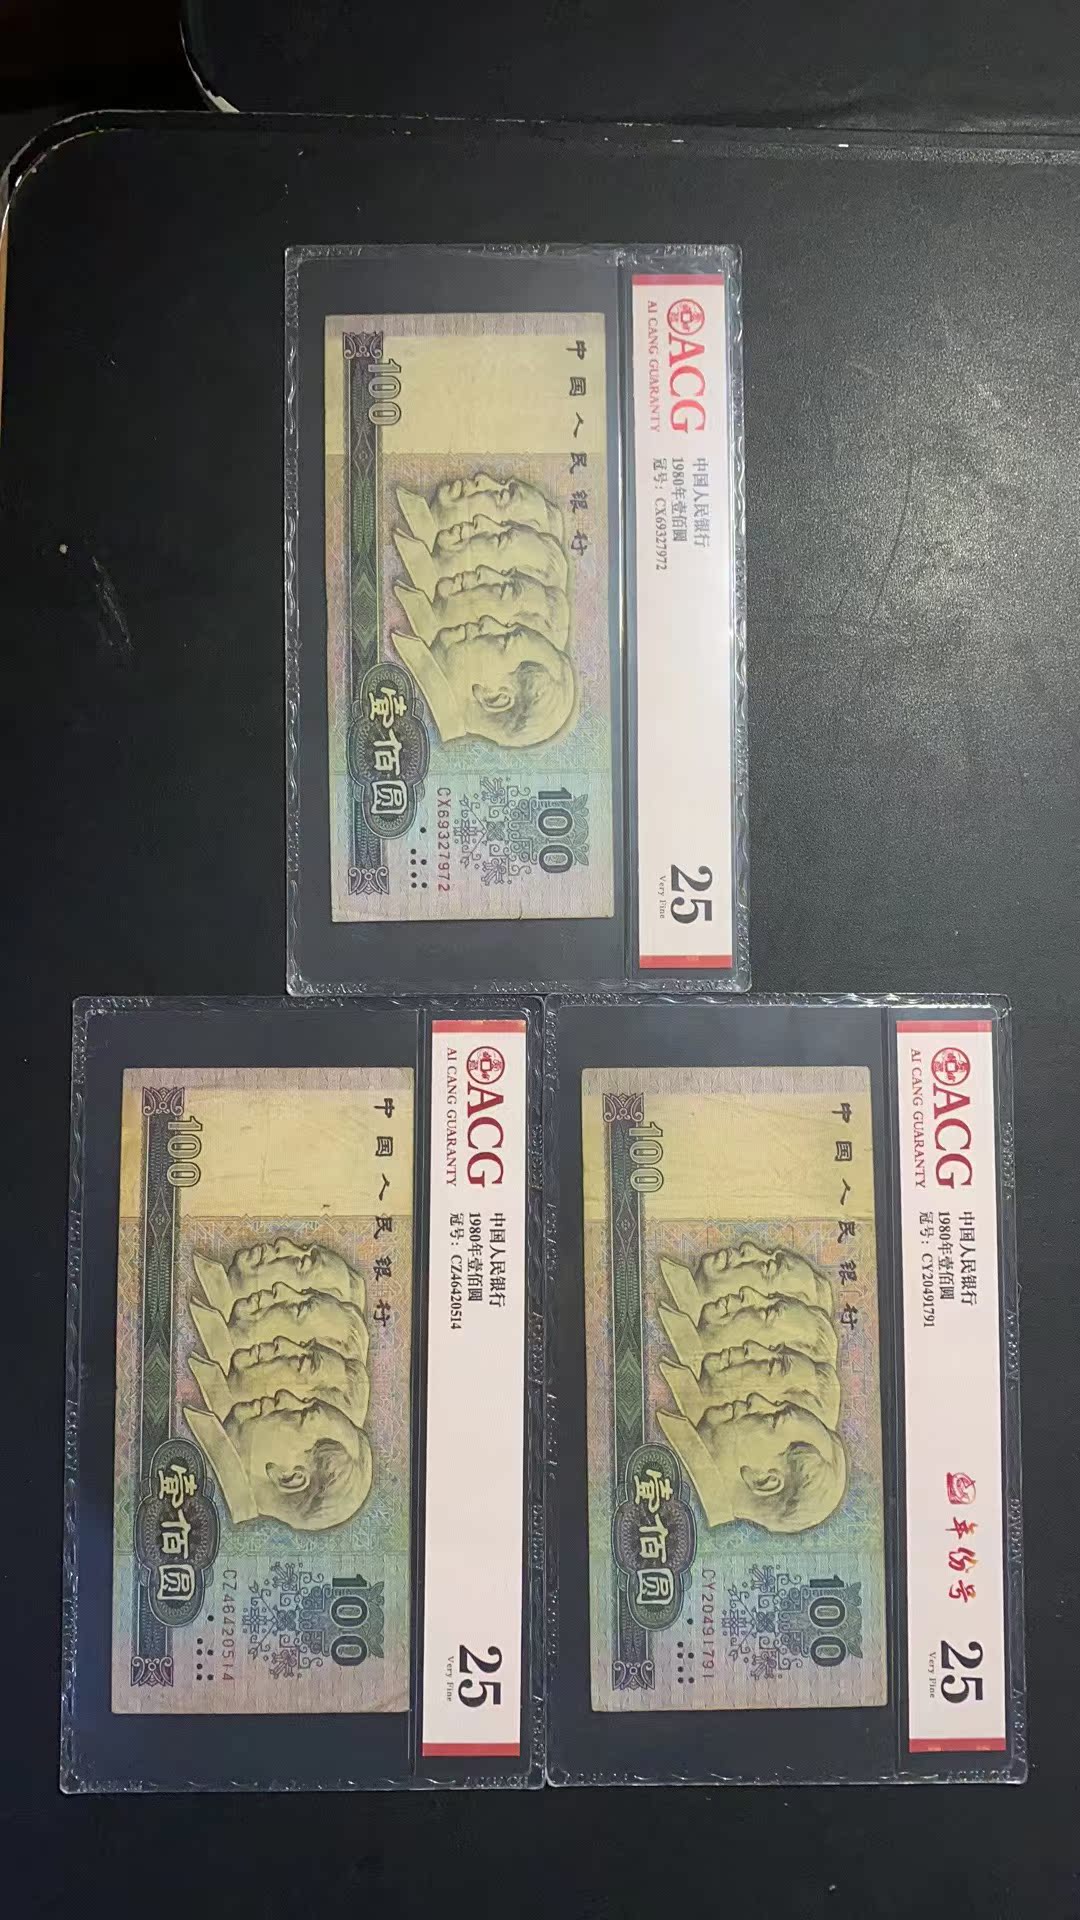 ACG
AI CANG GUARANTY
中国人民银行
1980年壹佰圆
冠号：CX69327972
25
Very Fine
中国人民银行
100
100
壹佰圆
CX69327972
ACG
AI CANG GUARANTY
中国人民银行
1980年壹佰圆
冠号：CZ46420514
25
Very Fine
中国人民银行
100
100
壹佰圆
CZ46420514
ACG
AI CANG GUARANTY
中国人民银行
1980年壹佰圆
冠号：CY20491791
年份号
25
Very Fine
中国人民银行
100
100
壹佰圆
CY20491791